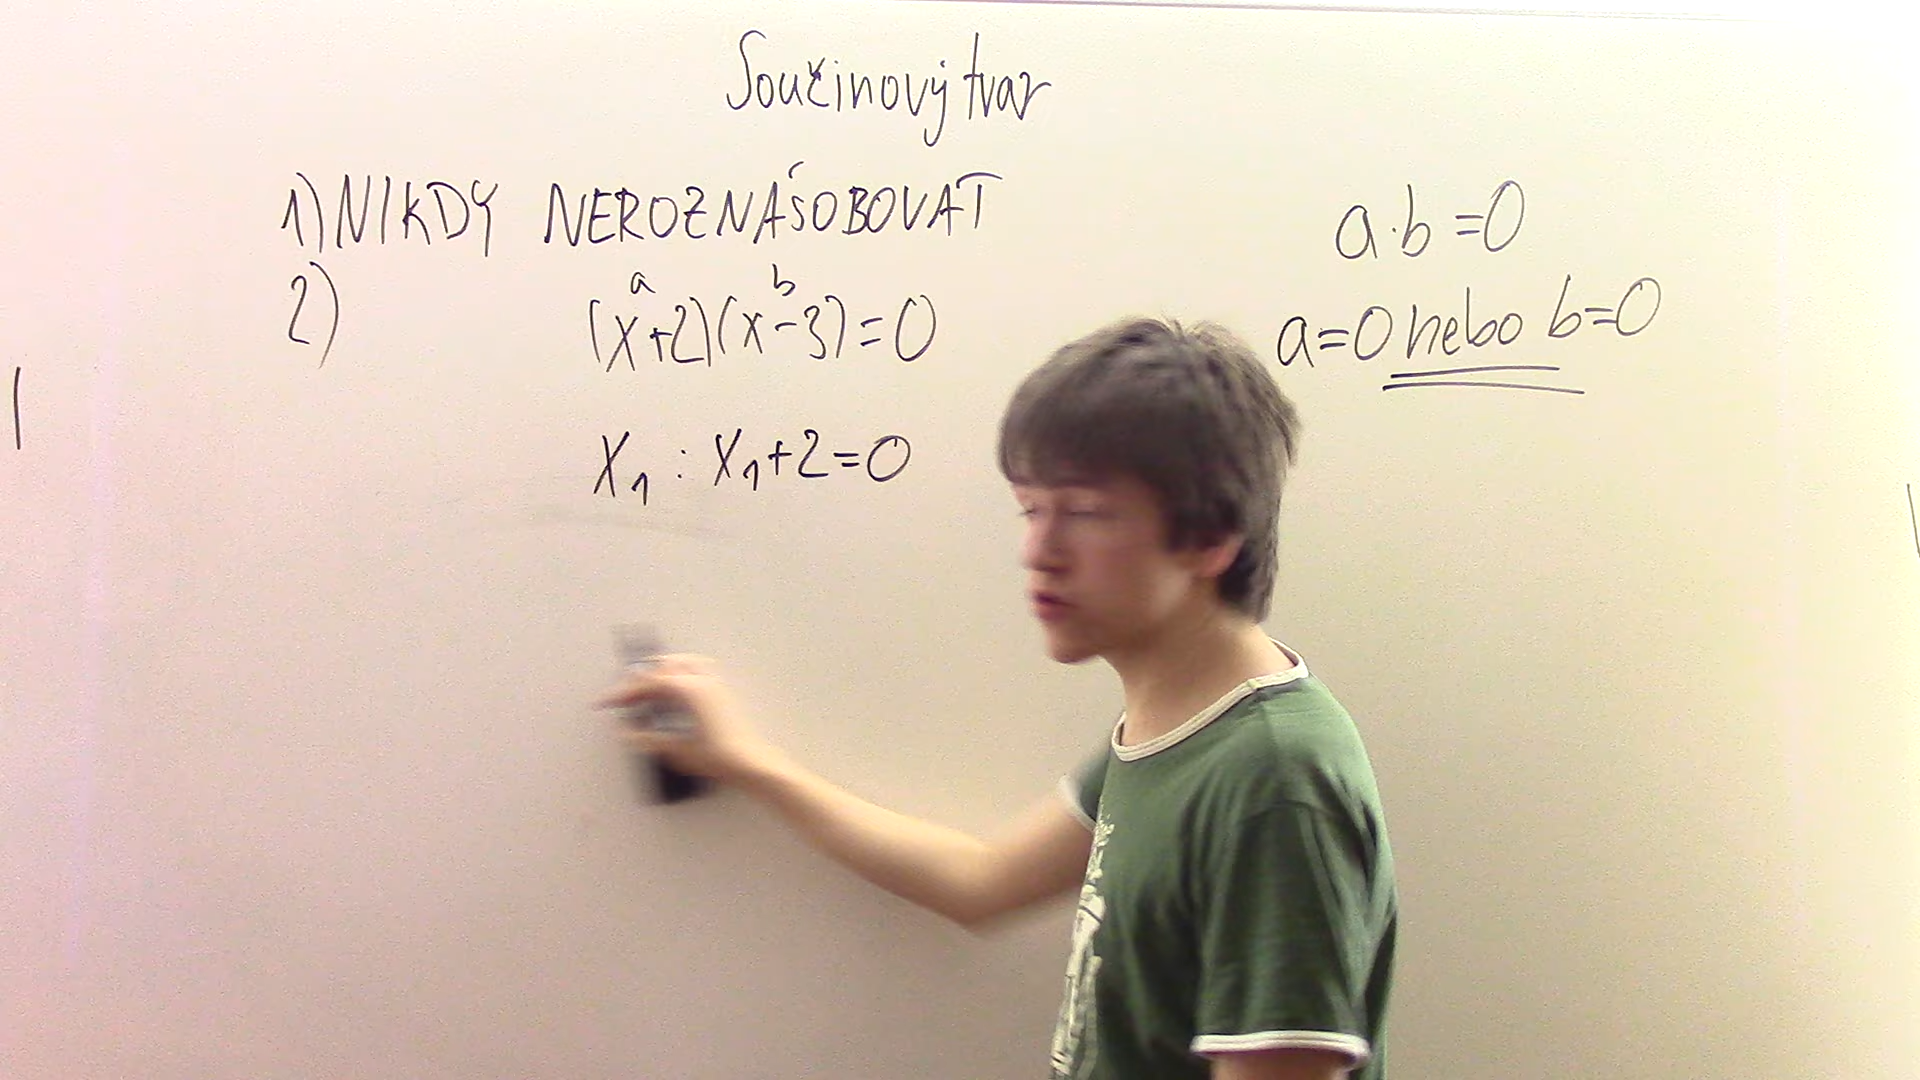 Součinový tvar
1) NIKDY NEROZNÁSOBOVAT
2)
a b
(x+2)(x-3)=0
x₁ : x₁+2=0
a·b=0
a=0 nebo b=0